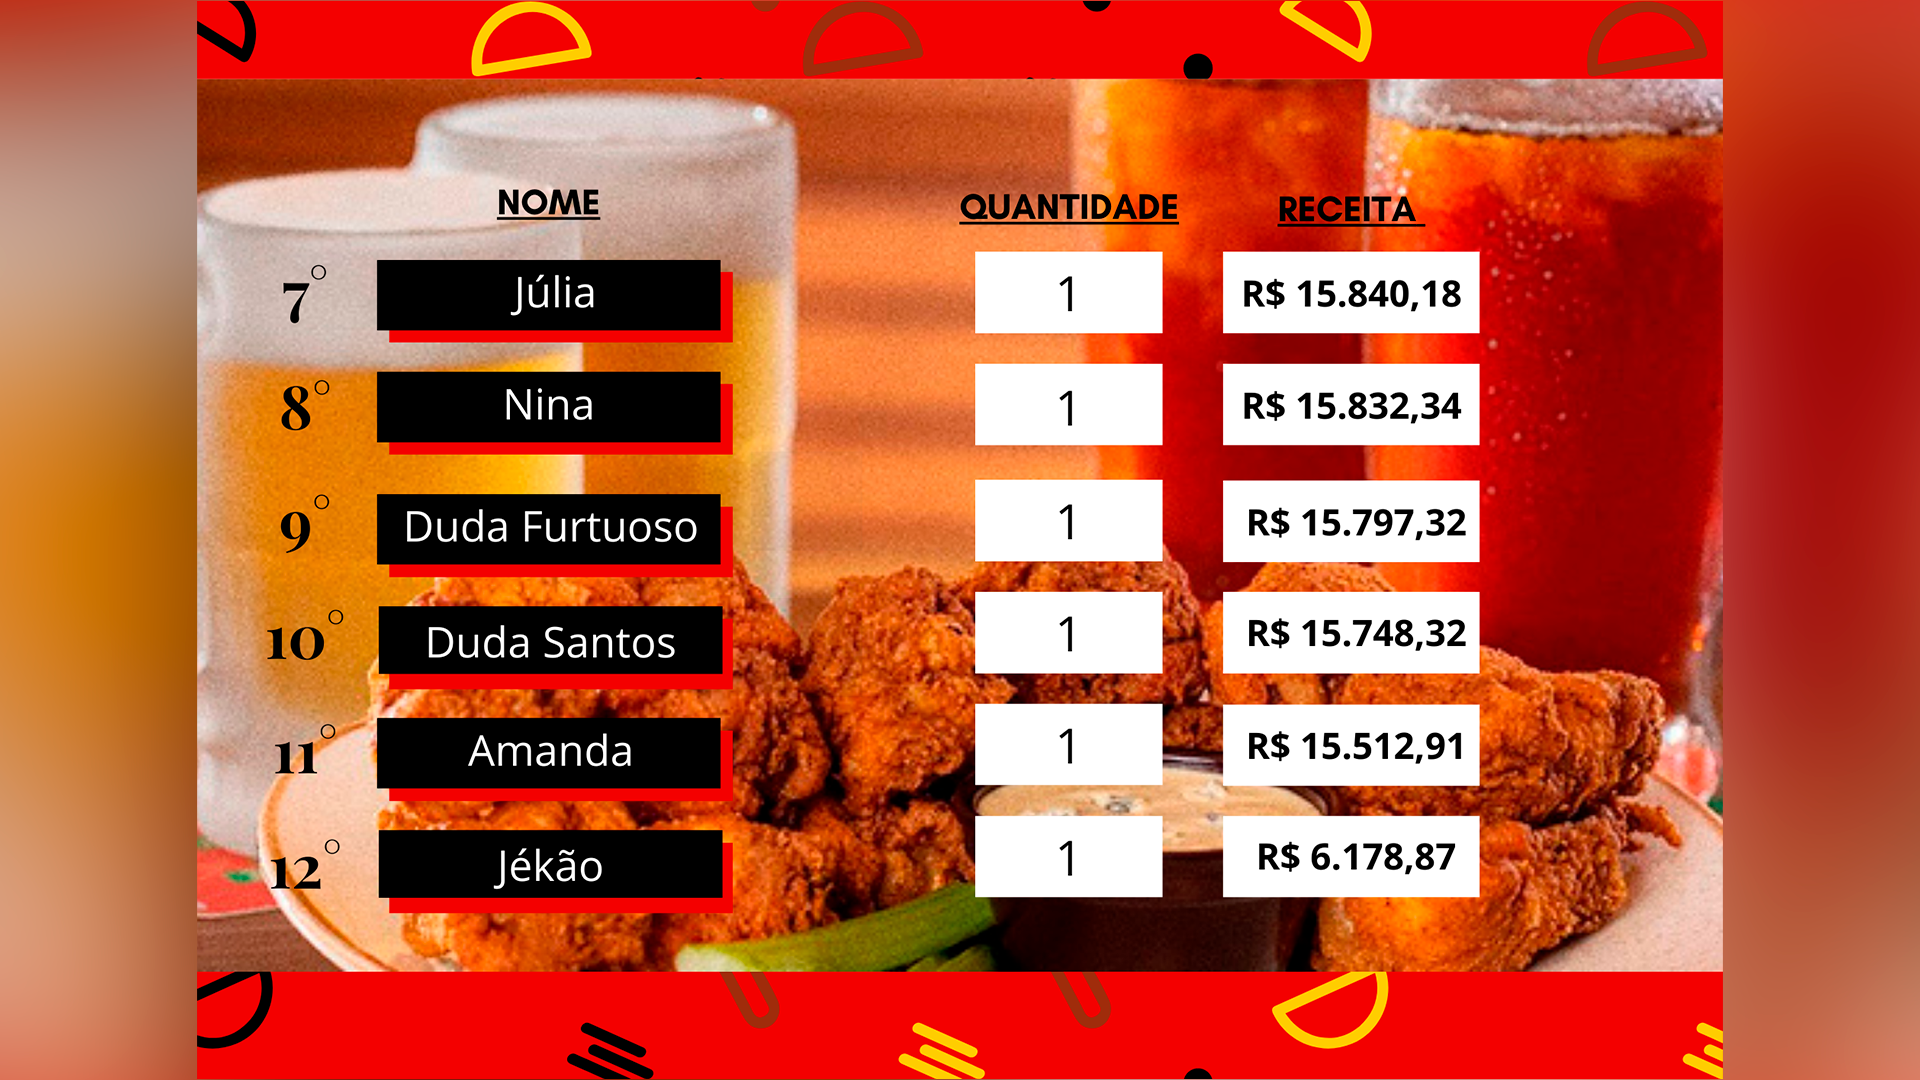 NOME QUANTIDADE RECEITA
7° Júlia 1 R$ 15.840,18
8° Nina 1 R$ 15.832,34
9° Duda Furtuoso 1 R$ 15.797,32
10° Duda Santos 1 R$ 15.748,32
11° Amanda 1 R$ 15.512,91
12° Jékão 1 R$ 6.178,87